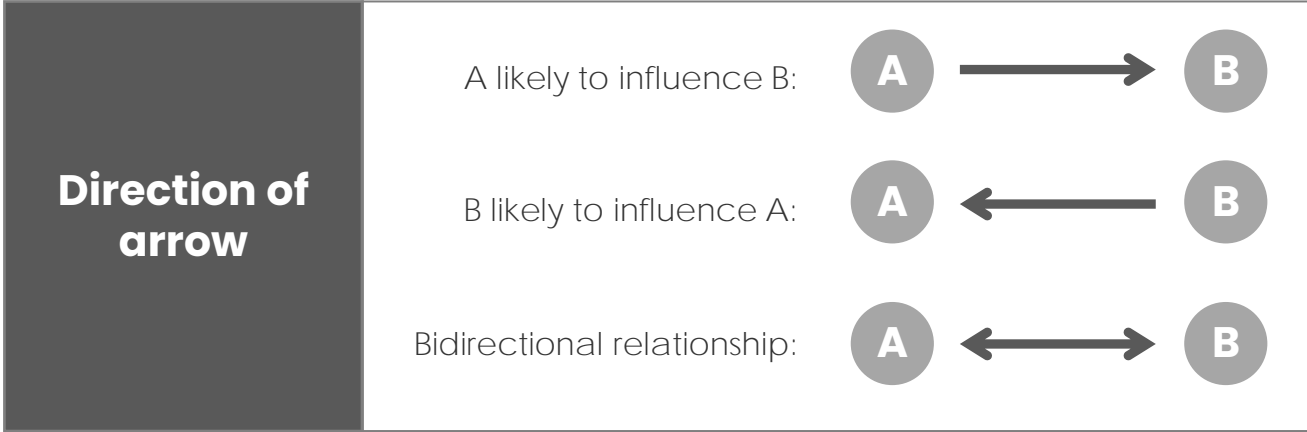 Direction of
arrow
A likely to influence B:
A
B
B likely to influence A:
A
B
Bidirectional relationship:
A
B